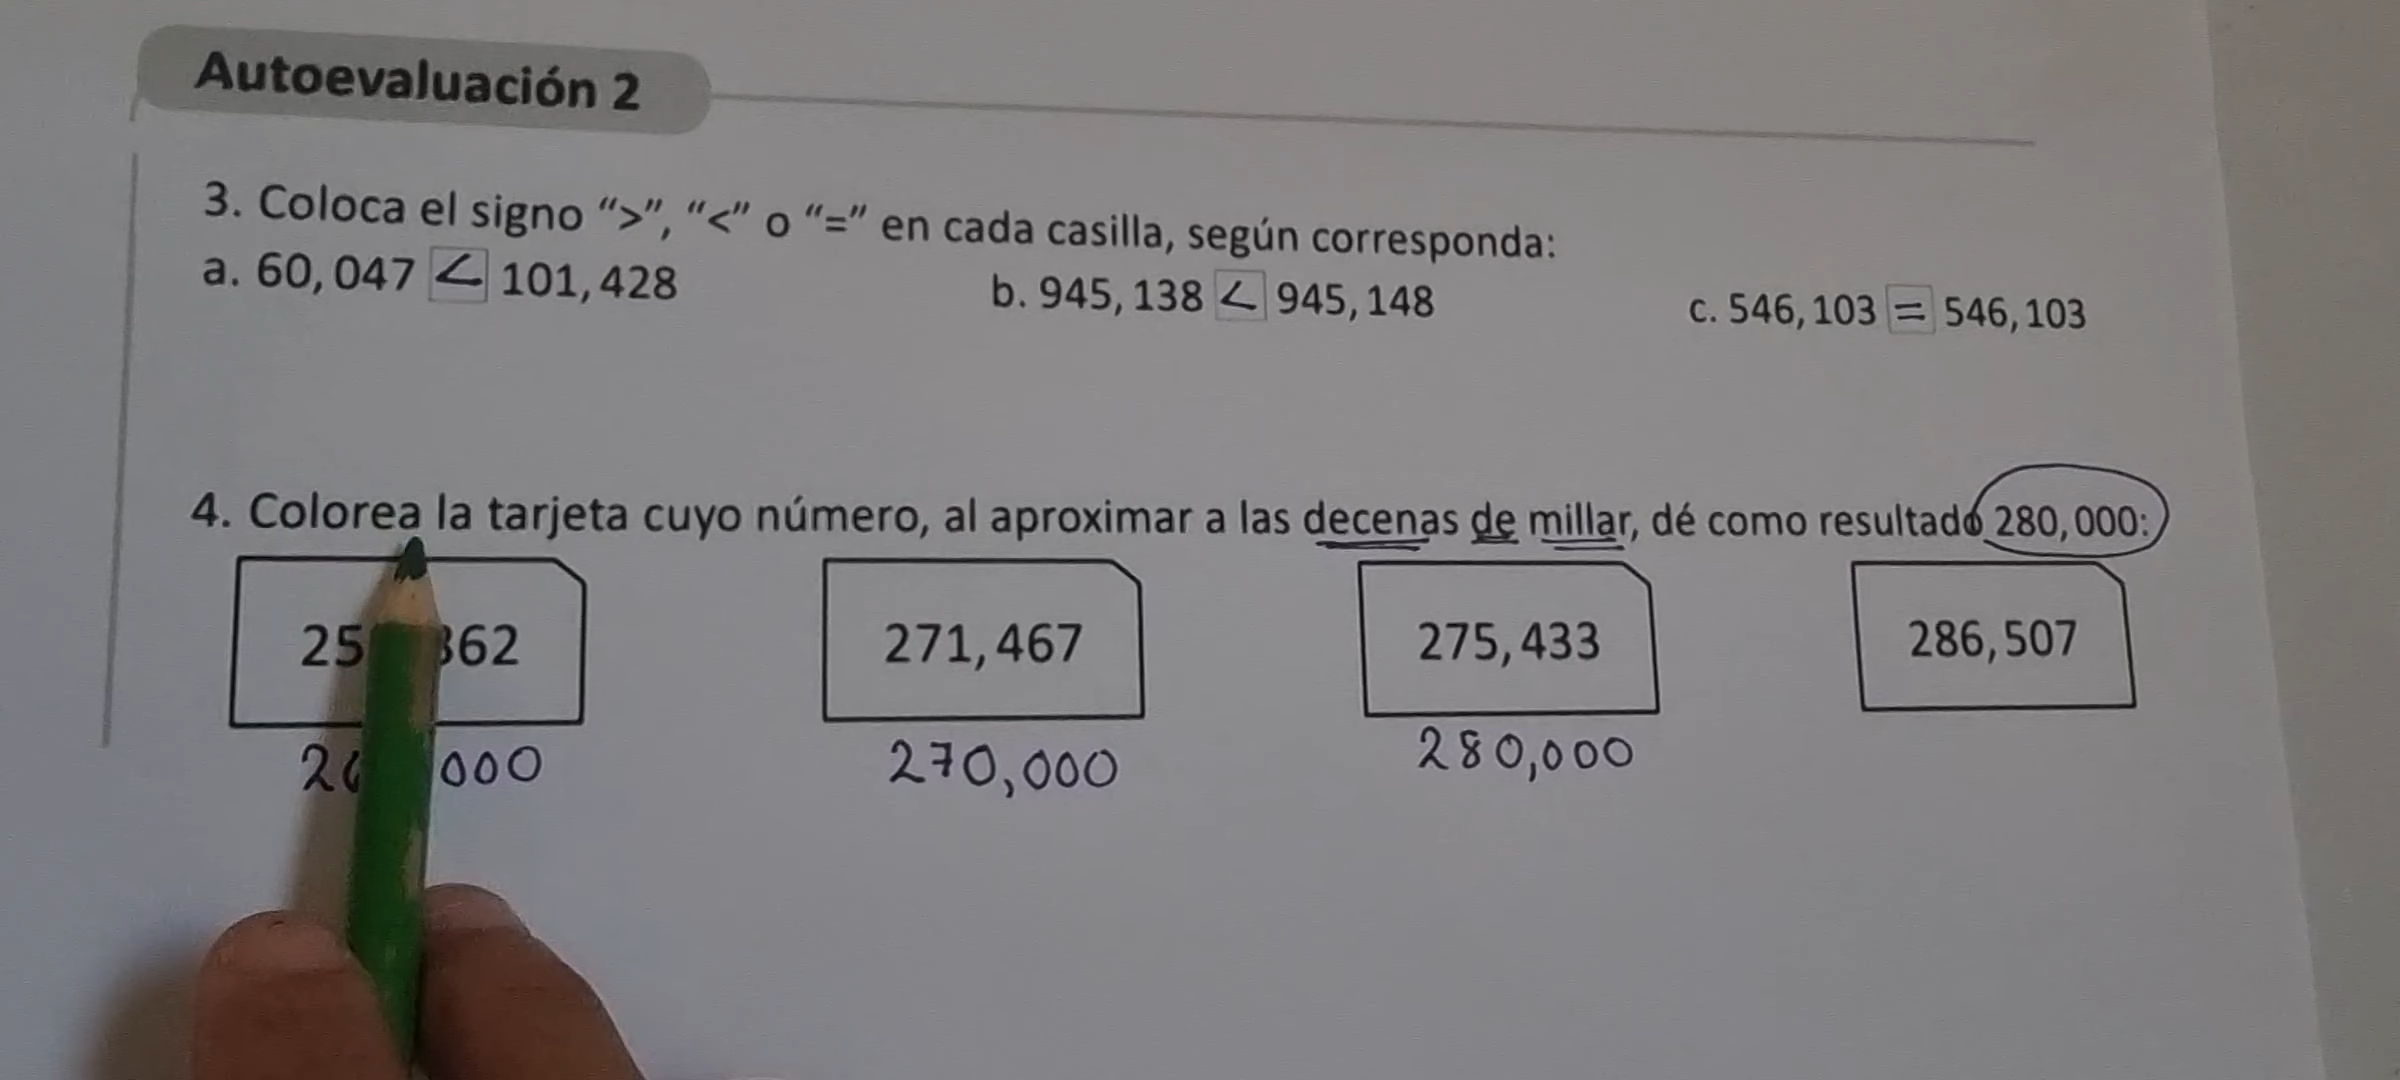 Autoevaluación 2
3. Coloca el signo “>”, “<” o “=” en cada casilla, según corresponda:
a. 60, 047 < 101, 428 b. 945, 138 < 945, 148 c. 546, 103 = 546, 103
4. Colorea la tarjeta cuyo número, al aproximar a las decenas de millar, dé como resultado 280, 000:
271, 467 275, 433 286, 507
270,000 280,000